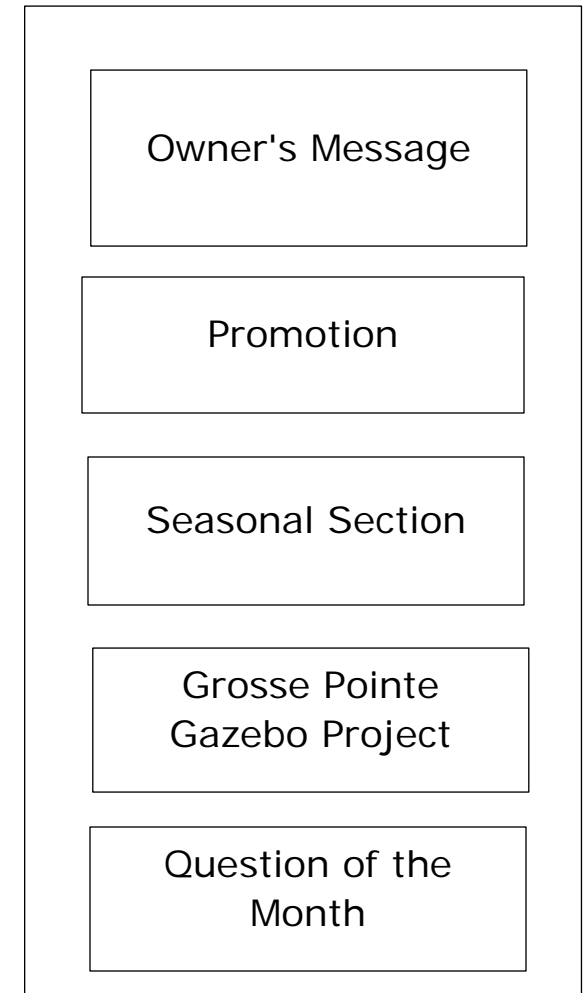 Owner's Message
Promotion
Seasonal Section
Grosse Pointe
Gazebo Project
Question of the
Month